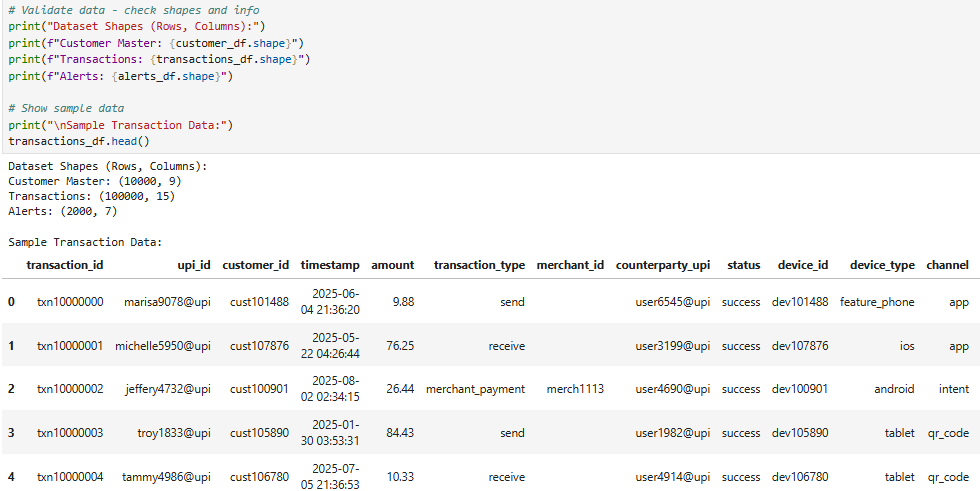 # Validate data - check shapes and info
print("Dataset Shapes (Rows, Columns):")
print(f"Customer Master: {customer_df.shape}")
print(f"Transactions: {transactions_df.shape}")
print(f"Alerts: {alerts_df.shape}")
# Show sample data
print("\nSample Transaction Data:")
transactions_df.head()
Dataset Shapes (Rows, Columns):
Customer Master: (10000, 9)
Transactions: (100000, 15)
Alerts: (2000, 7)
Sample Transaction Data:
transaction_id upi_id customer_id timestamp amount transaction_type merchant_id counterparty_upi status device_id device_type channel
0 txn10000000 marisa9078@upi cust101488 2025-06-
04 21:36:20 9.88 send user6545@upi success dev101488 feature_phone app
1 txn10000001 michelle5950@upi cust107876 2025-05-
22 04:26:44 76.25 receive user3199@upi success dev107876 ios app
2 txn10000002 jeffery4732@upi cust100901 2025-08-
02 02:34:15 26.44 merchant_payment merch1113 user4690@upi success dev100901 android intent
3 txn10000003 troy1833@upi cust105890 2025-01-
30 03:53:31 84.43 send user1982@upi success dev105890 tablet qr_code
4 txn10000004 tammy4986@upi cust106780 2025-07-
05 21:36:53 10.33 receive user4914@upi success dev106780 tablet qr_code